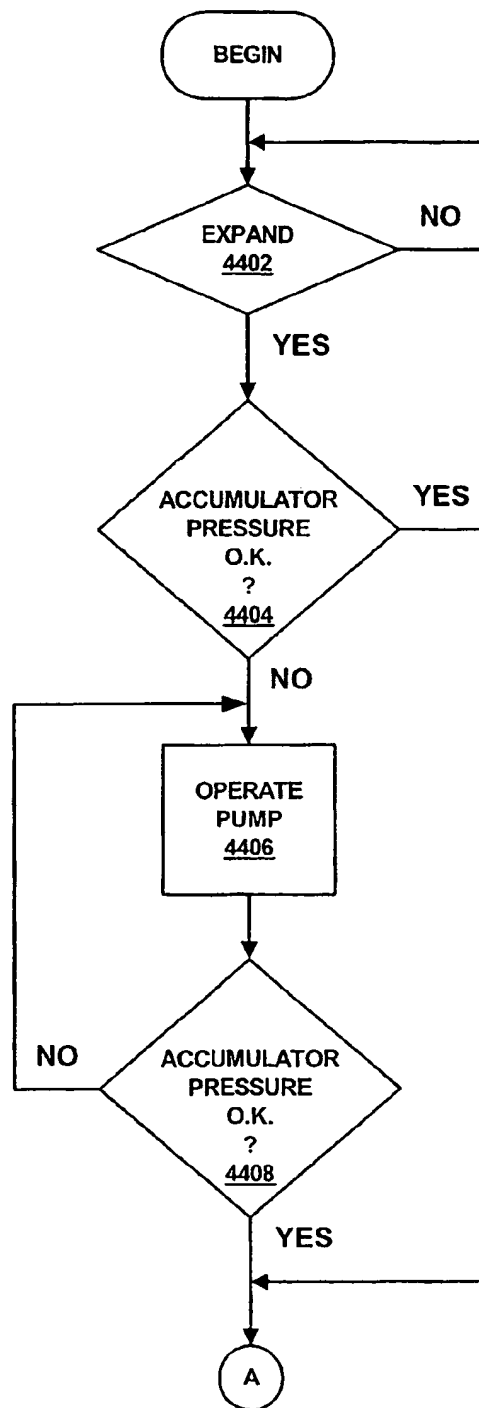 BEGIN
EXPAND
4402
NO
YES
ACCUMULATOR
PRESSURE
O.K.
?
4404
YES
NO
OPERATE
PUMP
4406
NO
ACCUMULATOR
PRESSURE
O.K.
?
4408
YES
A